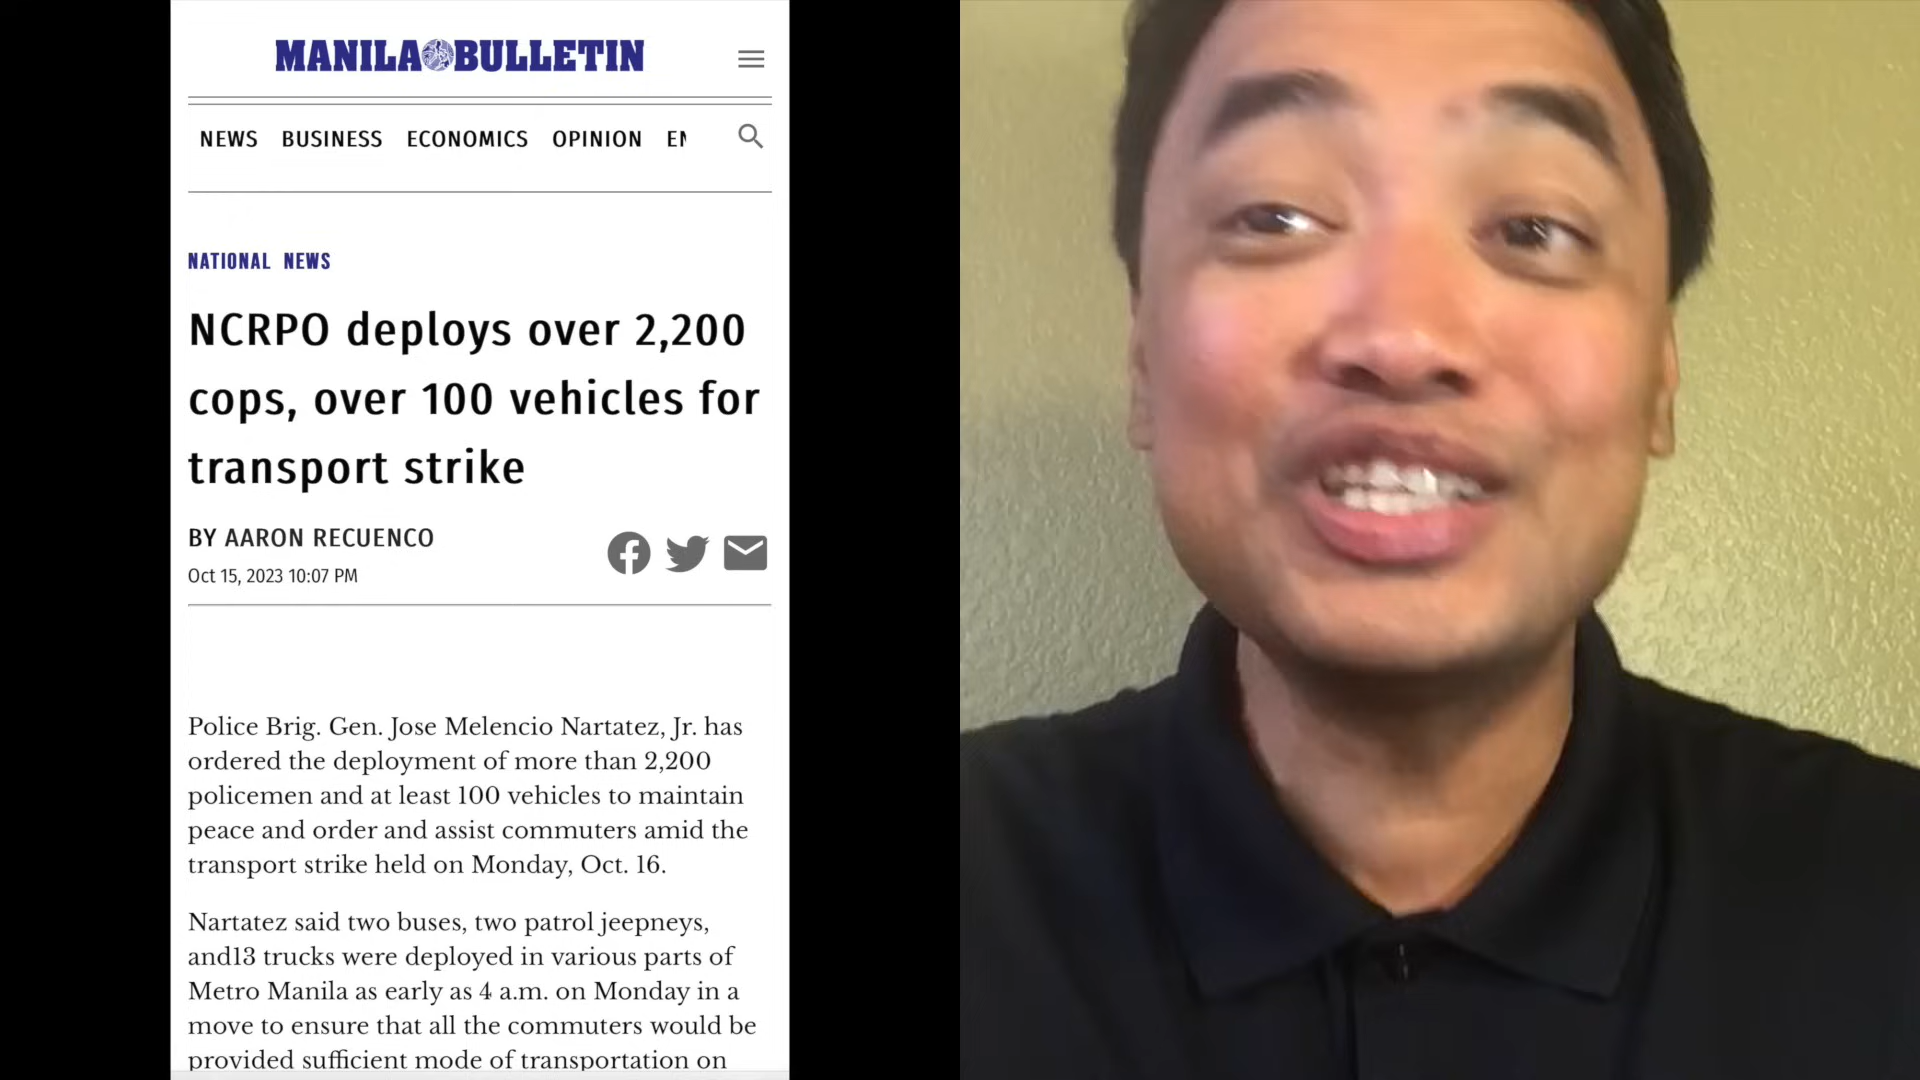 MANILA BULLETIN
NEWS BUSINESS ECONOMICS OPINION EN
NATIONAL NEWS
NCRPO deploys over 2,200
cops, over 100 vehicles for
transport strike
BY AARON RECUENCO
Oct 15, 2023 10:07 PM
Police Brig. Gen. Jose Melencio Nartatez, Jr. has
ordered the deployment of more than 2,200
policemen and at least 100 vehicles to maintain
peace and order and assist commuters amid the
transport strike held on Monday, Oct. 16.
Nartatez said two buses, two patrol jeepneys,
and13 trucks were deployed in various parts of
Metro Manila as early as 4 a.m. on Monday in a
move to ensure that all the commuters would be
provided sufficient mode of transportation on